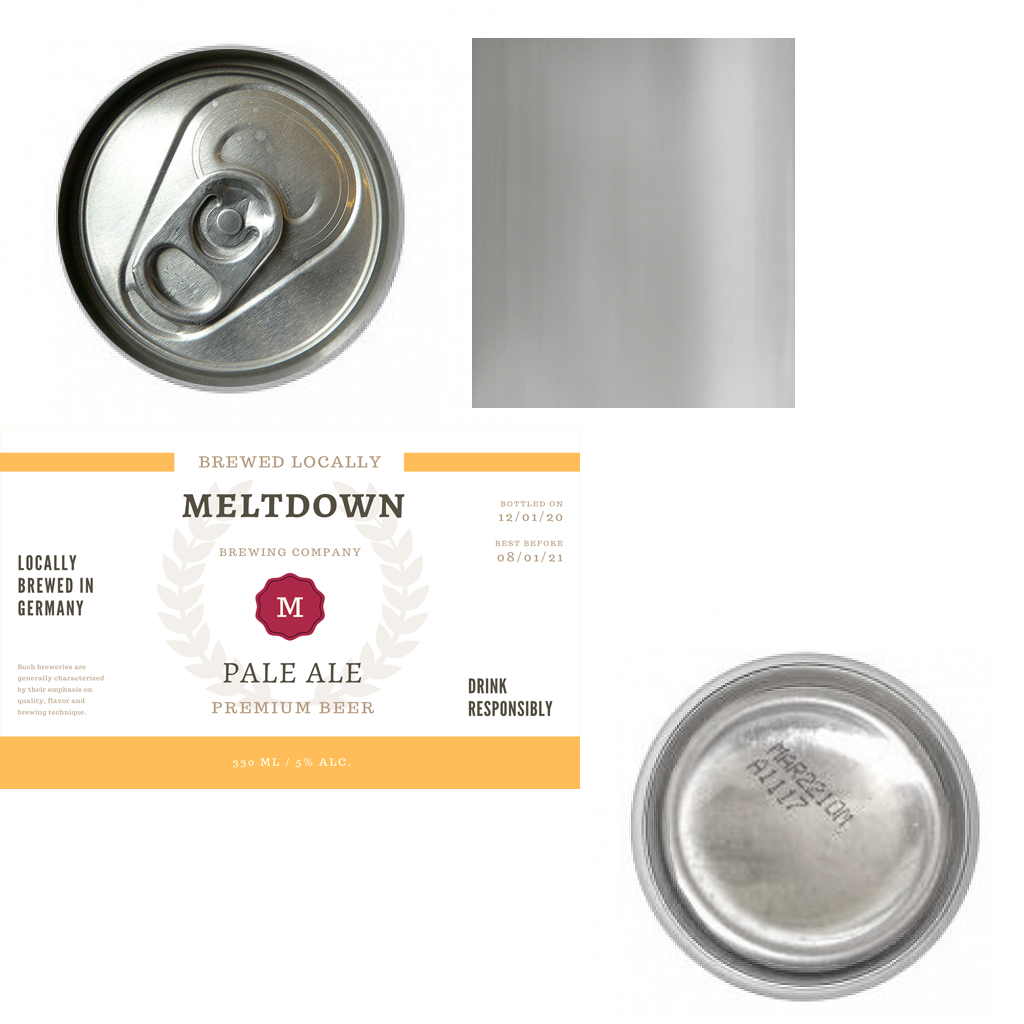 BREWED LOCALLY
MELTDOWN
BREWING COMPANY
M
PALE ALE
PREMIUM BEER
330 ML / 5% ALC.
LOCALLY
BREWED IN
GERMANY
Such breweries are
generally characterized
by their emphasis on
quality, flavor and
brewing technique.
BOTTLED ON
12/01/20
BEST BEFORE
08/01/21
DRINK
RESPONSIBLY
MAR2210M
A1117